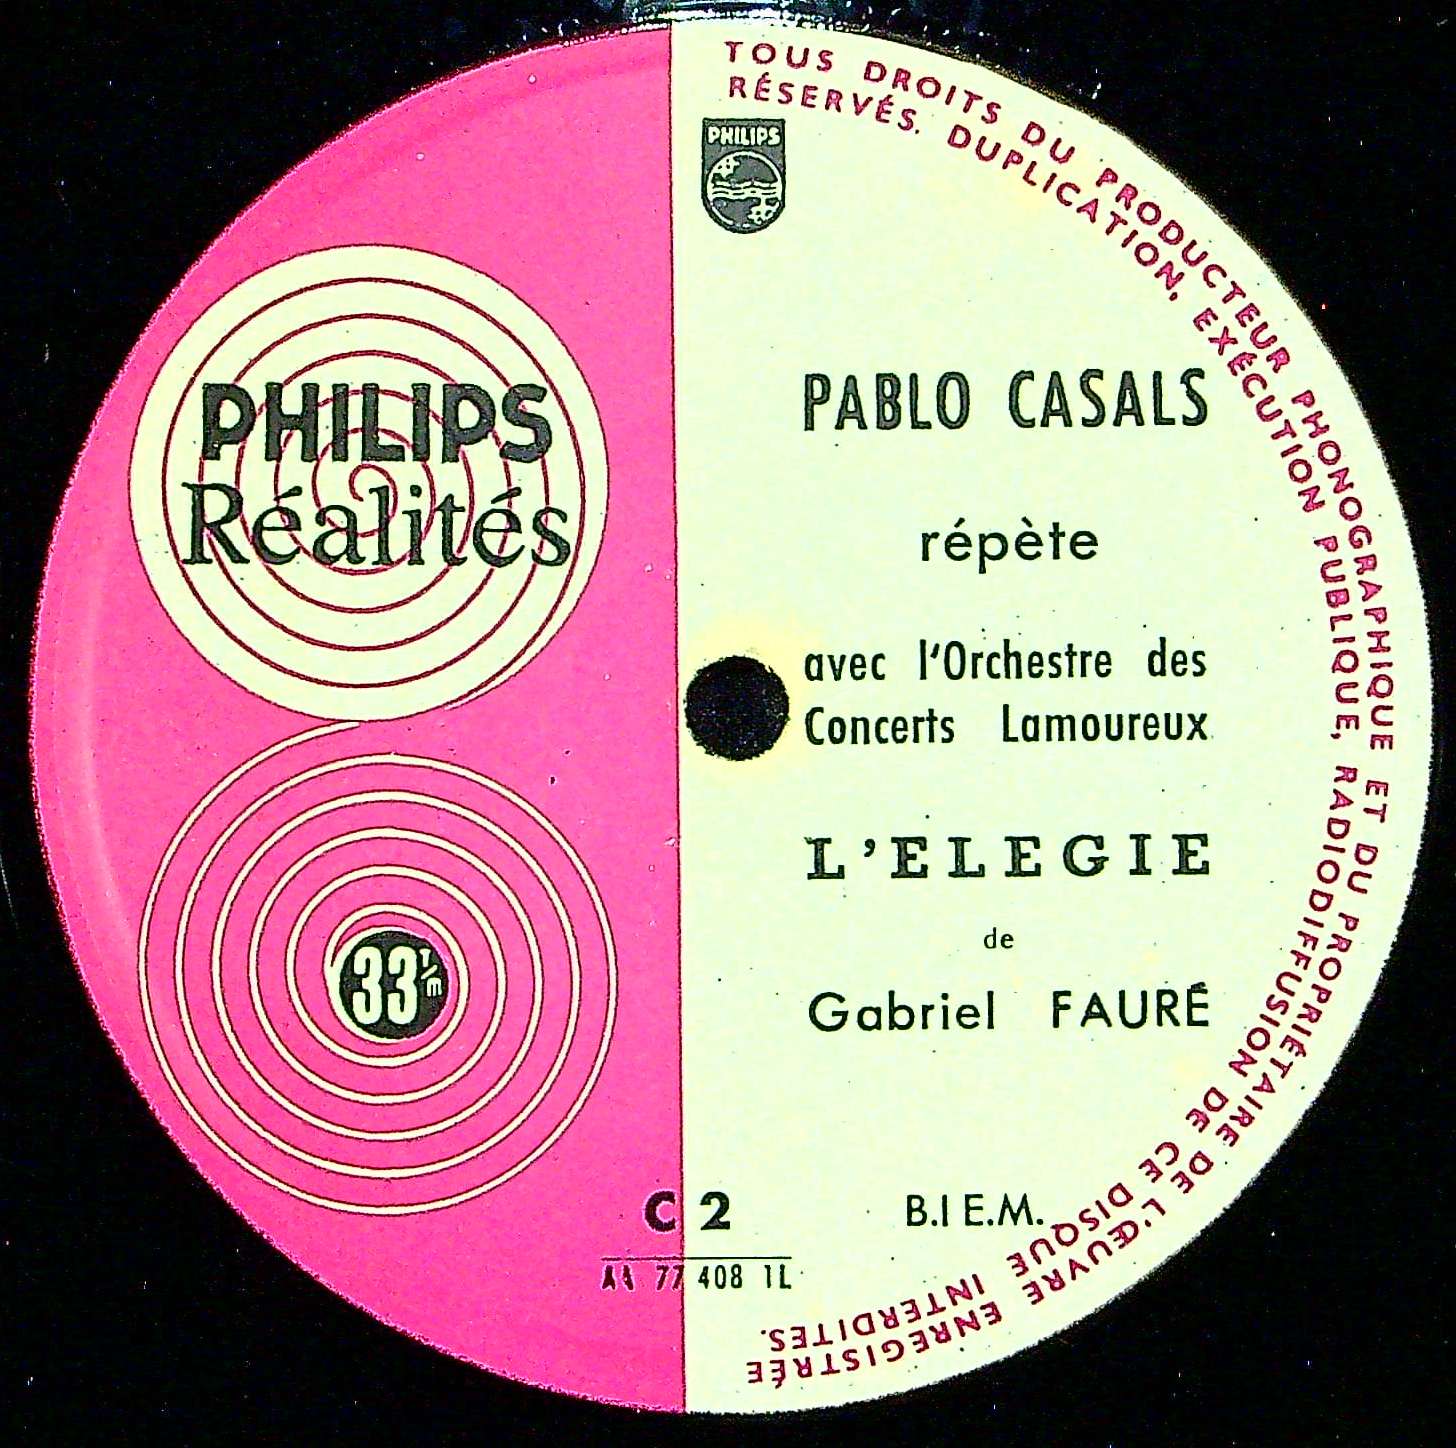 TOUS DROITS DU PRODUCTEUR PHONOGRAPHIQUE ET DU PROPRIÉTAIRE DE L'ŒUVRE ENREGISTRÉE
RÉSERVÉS. DUPLICATION, EXÉCUTION PUBLIQUE, RADIODIFFUSION DE CE DISQUE INTERDITES.
PHILIPS
PHILIPS
Réalités
33 T/M
PABLO CASALS
répète
avec l'Orchestre des
Concerts Lamoureux
L'ELEGIE
de
Gabriel FAURÉ
C 2
B.I E.M.
AA 77 408 1L